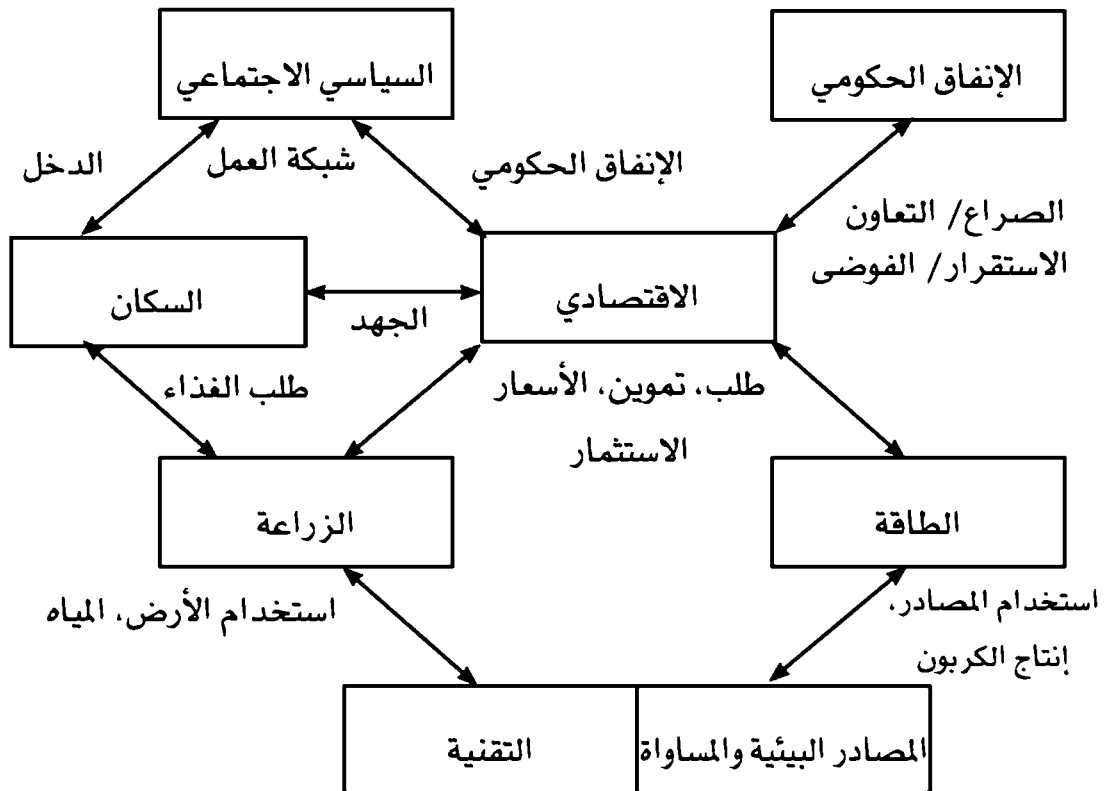 السياسي الاجتماعي
الإنفاق الحكومي
الدخل
شبكة العمل
الإنفاق الحكومي
الصراع/ التعاون
الاستقرار/ الفوضى
السكان
الجهد
الاقتصادي
طلب الغذاء
طلب، تموين، الأسعار
الاستثمار
الزراعة
الطاقة
استخدام الأرض، المياه
استخدام المصادر،
إنتاج الكربون
التقنية
المصادر البيئية والمساواة